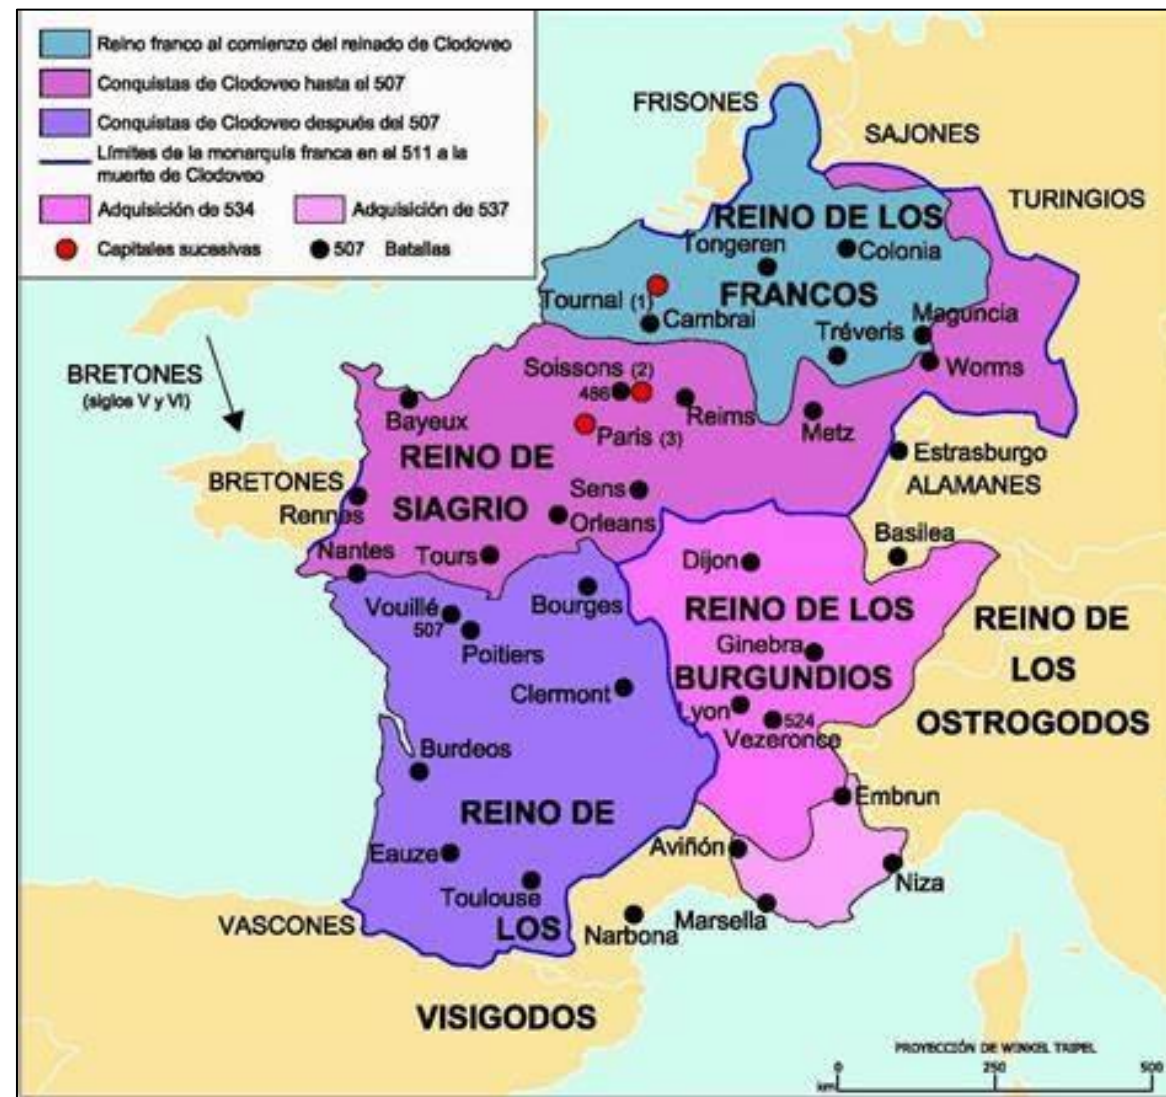 Reino franco al comienzo del reinado de Clodoveo
Conquistas de Clodoveo hasta el 507
Conquistas de Clodoveo después del 507
Límites de la monarquís franca en el 511 a la
muerte de Clodoveo
Adquisición de 534
Adquisición de 537
Capitales sucesivas
507 Batallas
FRISONES
SAJONES
TURINGIOS
REINO DE LOS
Tongeren
Colonia
FRANCOS
Tournal (1)
Cambrai
Maguncia
Tréveris
Worms
BRETONES
(siglos V y VI)
Soissons (2)
486
Reims
Bayeux
Paris (3)
Metz
REINO DE
Estrasburgo
ALAMANES
BRETONES
Rennes
SIAGRIO
Sens
Orleans
Basilea
Nantes
Tours
Dijon
Vouillé
507
Bourges
REINO DE LOS
REINO DE
LOS
OSTROGODOS
Poitiers
Ginebra
BURGUNDIOS
Clermont
Lyon
524
Vezeronce
Burdeos
Embrun
REINO DE
Eauze
Aviñón
Niza
Toulouse
LOS
Narbona
Marsella
VASCONES
VISIGODOS
PROYECCIÓN DE WINKEL TRIPEL
0
250
500
km